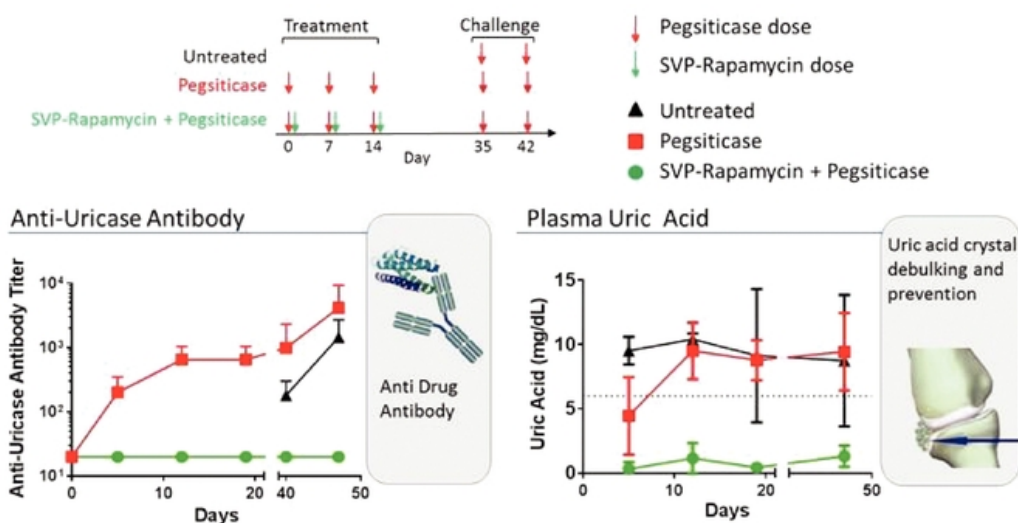 Treatment
Challenge
Untreated
Pegsiticase
SVP-Rapamycin + Pegsiticase
0 7 14 35 42
Day
Pegsiticase dose
SVP-Rapamycin dose
Untreated
Pegsiticase
SVP-Rapamycin + Pegsiticase
Anti-Uricase Antibody
Anti-Uricase Antibody Titer
10⁴
10³
10²
10¹
0 20 40 50
Days
Anti Drug
Antibody
Plasma Uric Acid
Uric Acid (mg/dL)
15
10
5
0
10 20 50
Days
Uric acid crystal
debulking and
prevention